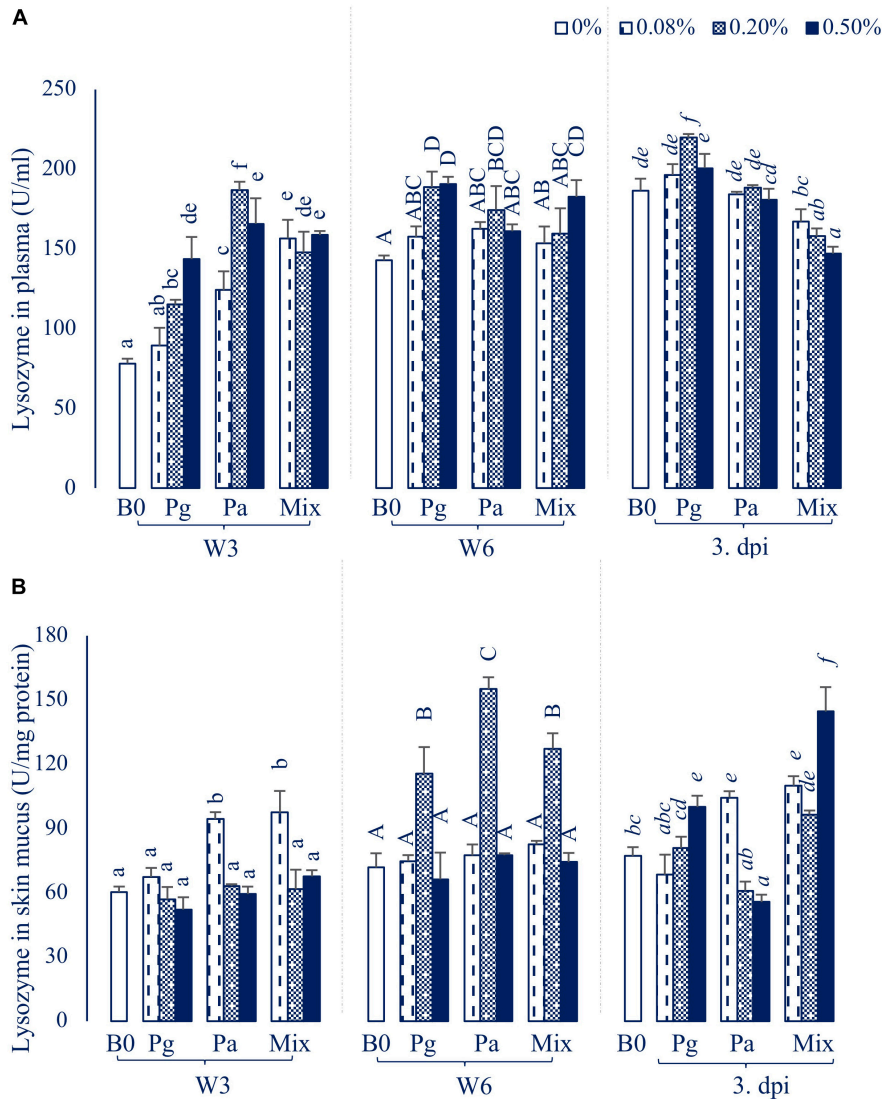 A
0% 0.08% 0.20% 0.50%
Lysozyme in plasma (U/ml)
250
200
150
100
50
0
a ab bc de c f e e de e
A ABC D D ABC BCD ABC AB ABC CD
de de f e de de cd bc ab a
B0 Pg Pa Mix B0 Pg Pa Mix B0 Pg Pa Mix
W3 W6 3. dpi
B
Lysozyme in skin mucus (U/mg protein)
180
150
120
90
60
30
0
a a a a b a a b a a
A A B A A C A A B A
bc abc cd e e ab a e de f
B0 Pg Pa Mix B0 Pg Pa Mix B0 Pg Pa Mix
W3 W6 3. dpi